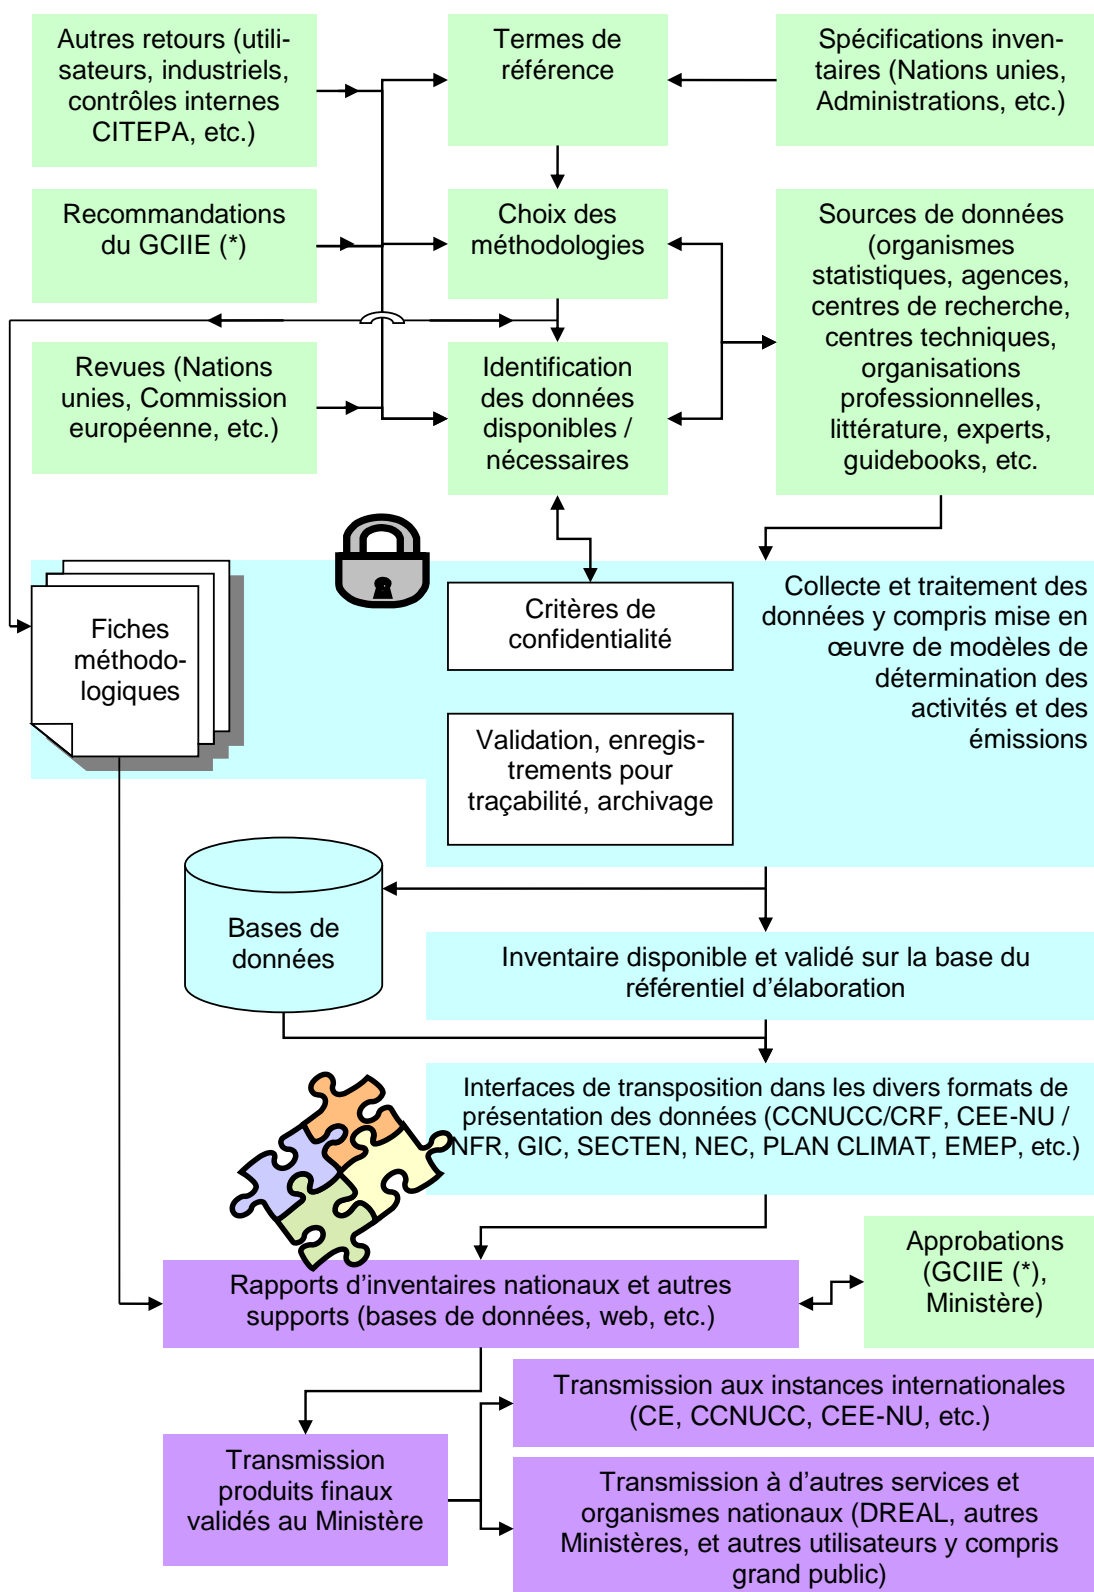 Autres retours (utili-
sateurs, industriels,
contrôles internes
CITEPA, etc.)
Termes de
référence
Spécifications inven-
taires (Nations unies,
Administrations, etc.)
Recommandations
du GCIIE (*)
Choix des
méthodologies
Sources de données
(organismes
statistiques, agences,
centres de recherche,
centres techniques,
organisations
professionnelles,
littérature, experts,
guidebooks, etc.
Revues (Nations
unies, Commission
européenne, etc.)
Identification
des données
disponibles /
nécessaires
Fiches
méthodo-
logiques
Critères de
confidentialité
Collecte et traitement des
données y compris mise en
œuvre de modèles de
détermination des
activités et des
émissions
Validation, enregis-
trements pour
traçabilité, archivage
Bases de
données
Inventaire disponible et validé sur la base du
référentiel d’élaboration
Interfaces de transposition dans les divers formats de
présentation des données (CCNUCC/CRF, CEE-NU /
NFR, GIC, SECTEN, NEC, PLAN CLIMAT, EMEP, etc.)
Rapports d’inventaires nationaux et autres
supports (bases de données, web, etc.)
Approbations
(GCIIE (*),
Ministère)
Transmission
produits finaux
validés au Ministère
Transmission aux instances internationales
(CE, CCNUCC, CEE-NU, etc.)
Transmission à d’autres services et
organismes nationaux (DREAL, autres
Ministères, et autres utilisateurs y compris
grand public)